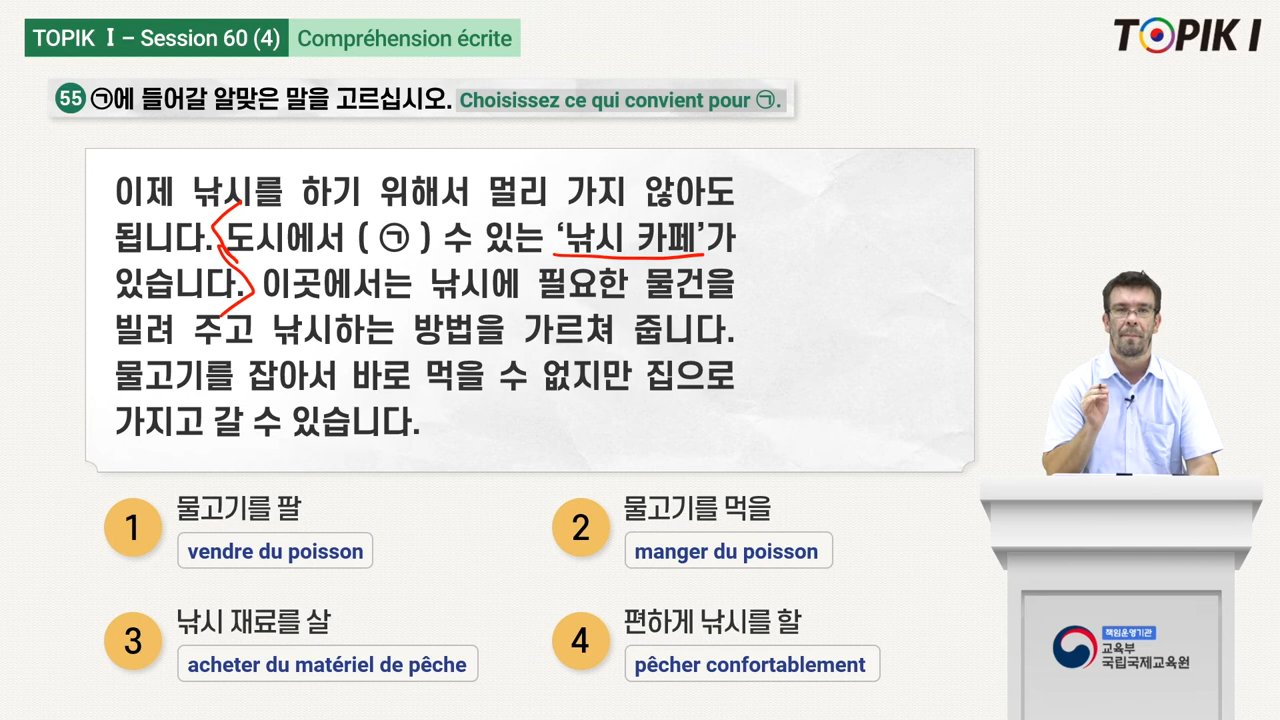 TOPIK Ⅰ – Session 60 (4) Compréhension écrite
TOPIK I
55 ㉠에 들어갈 알맞은 말을 고르십시오. Choisissez ce qui convient pour ㉠.
이제 낚시를 하기 위해서 멀리 가지 않아도
됩니다. 도시에서 ( ㉠ ) 수 있는 ‘낚시 카페’가
있습니다. 이곳에서는 낚시에 필요한 물건을
빌려 주고 낚시하는 방법을 가르쳐 줍니다.
물고기를 잡아서 바로 먹을 수 없지만 집으로
가지고 갈 수 있습니다.
1 물고기를 팔
vendre du poisson
2 물고기를 먹을
manger du poisson
3 낚시 재료를 살
acheter du matériel de pêche
4 편하게 낚시를 할
pêcher confortablement
책임운영기관
교육부
국립국제교육원